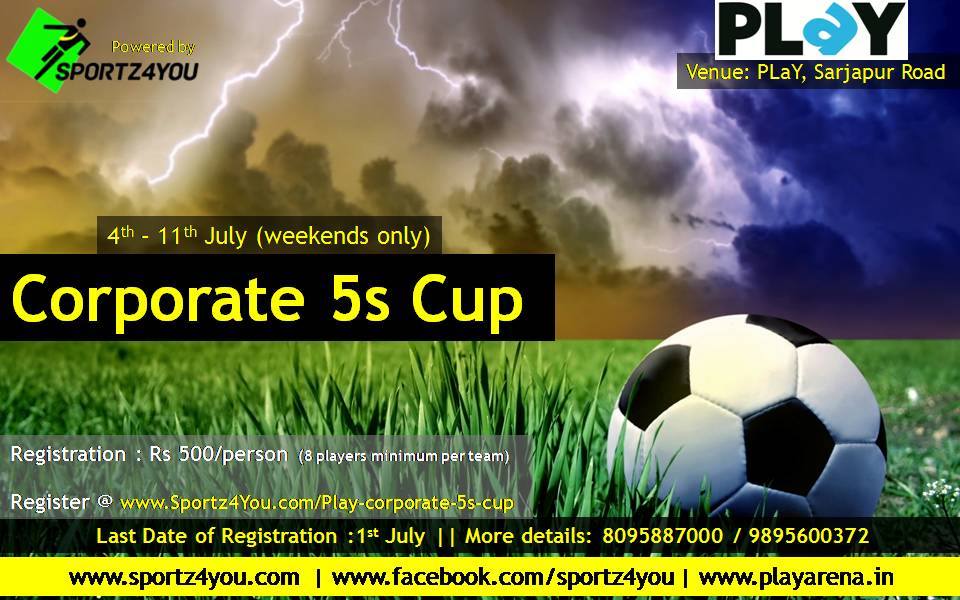 Powered by
SPORTZ4YOU
PLaY
Venue: PLaY, Sarjapur Road
4th - 11th July (weekends only)
Corporate 5s Cup
Registration : Rs 500/person (8 players minimum per team)
Register @ www.Sportz4You.com/Play-corporate-5s-cup
Last Date of Registration :1st July || More details: 8095887000 / 9895600372
www.sportz4you.com | www.facebook.com/sportz4you | www.playarena.in